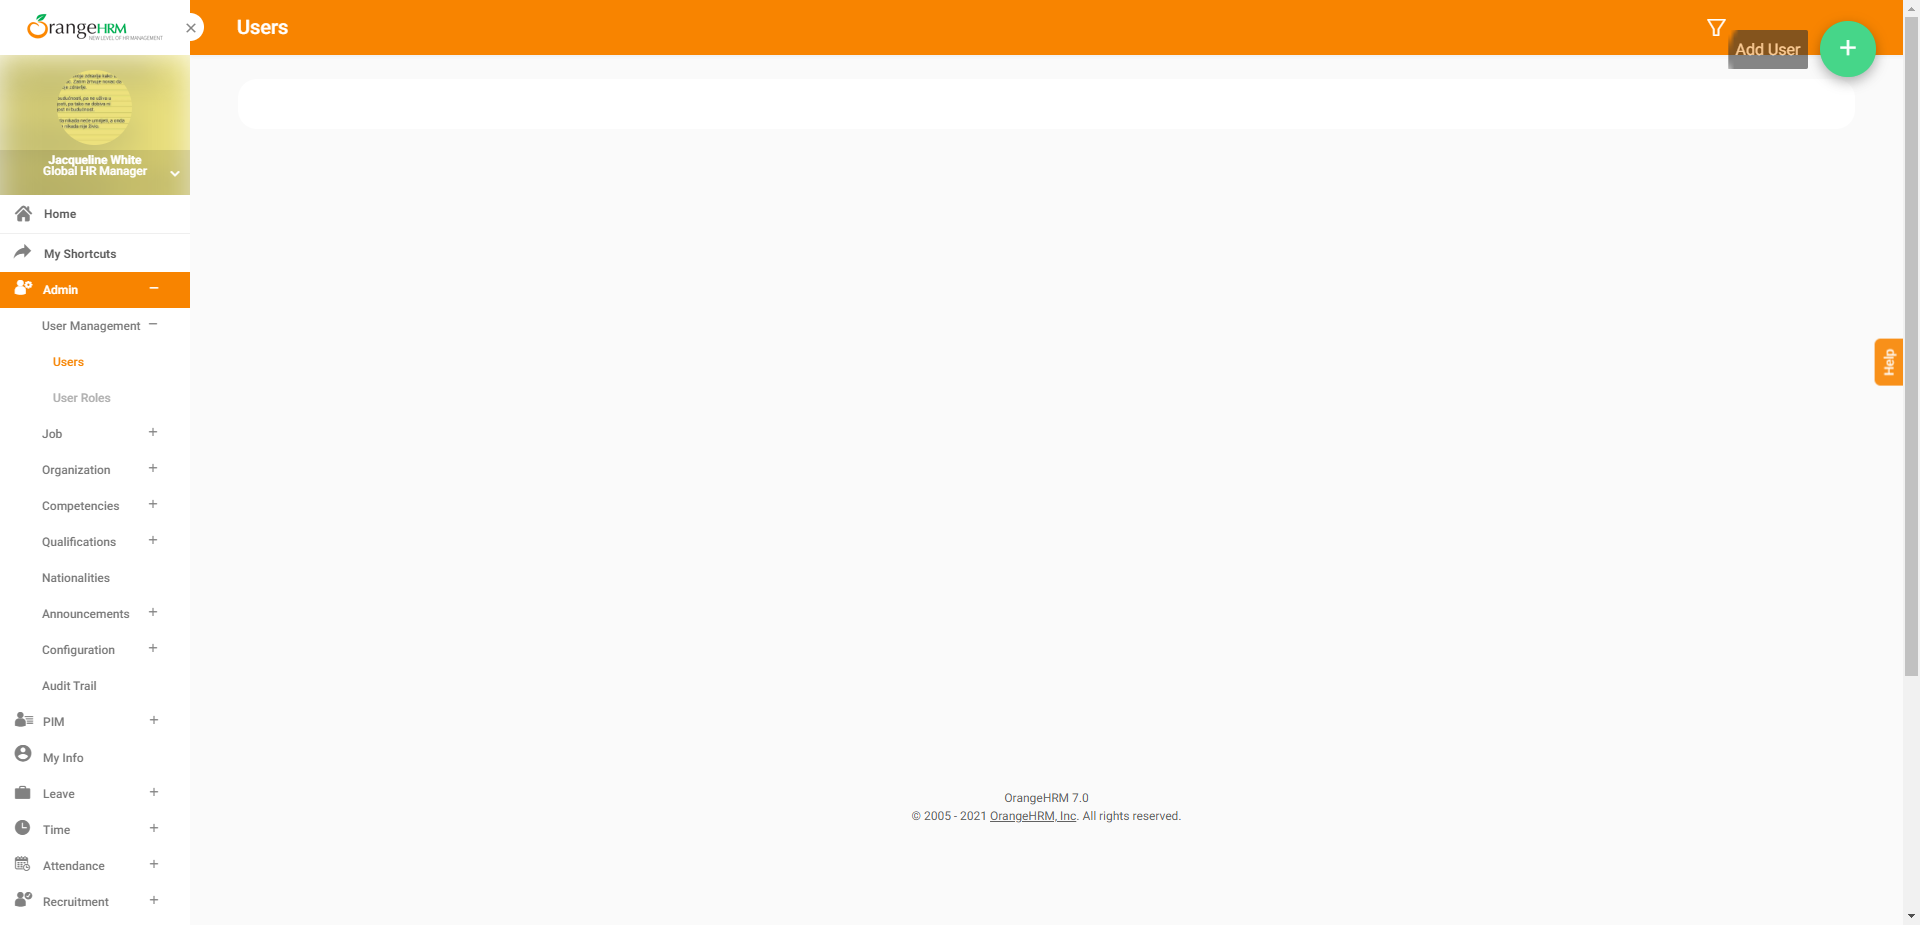 OrangeHRM
NEW LEVEL OF HR MANAGEMENT
Users
Add User
Jacqueline White
Global HR Manager
Home
My Shortcuts
Admin
User Management
Users
User Roles
Job
Organization
Competencies
Qualifications
Nationalities
Announcements
Configuration
Audit Trail
PIM
My Info
Leave
Time
Attendance
Recruitment
Help
OrangeHRM 7.0
© 2005 - 2021 OrangeHRM, Inc. All rights reserved.